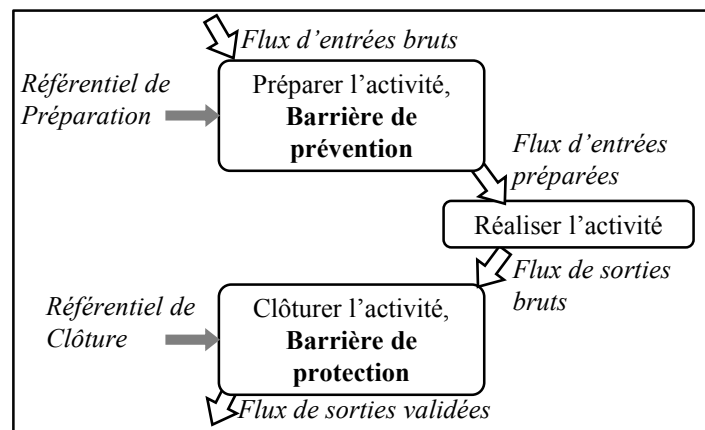 Flux d'entrées bruts
Référentiel de
Préparation
Préparer l'activité,
Barrière de
prévention
Flux d'entrées
préparées
Réaliser l'activité
Flux de sorties
bruts
Référentiel de
Clôture
Clôturer l'activité,
Barrière de
protection
Flux de sorties validées